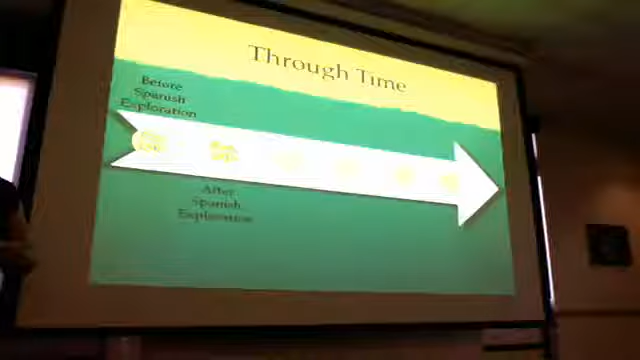 Through Time
Before
Spanish
Exploration
After
Spanish
Exploration